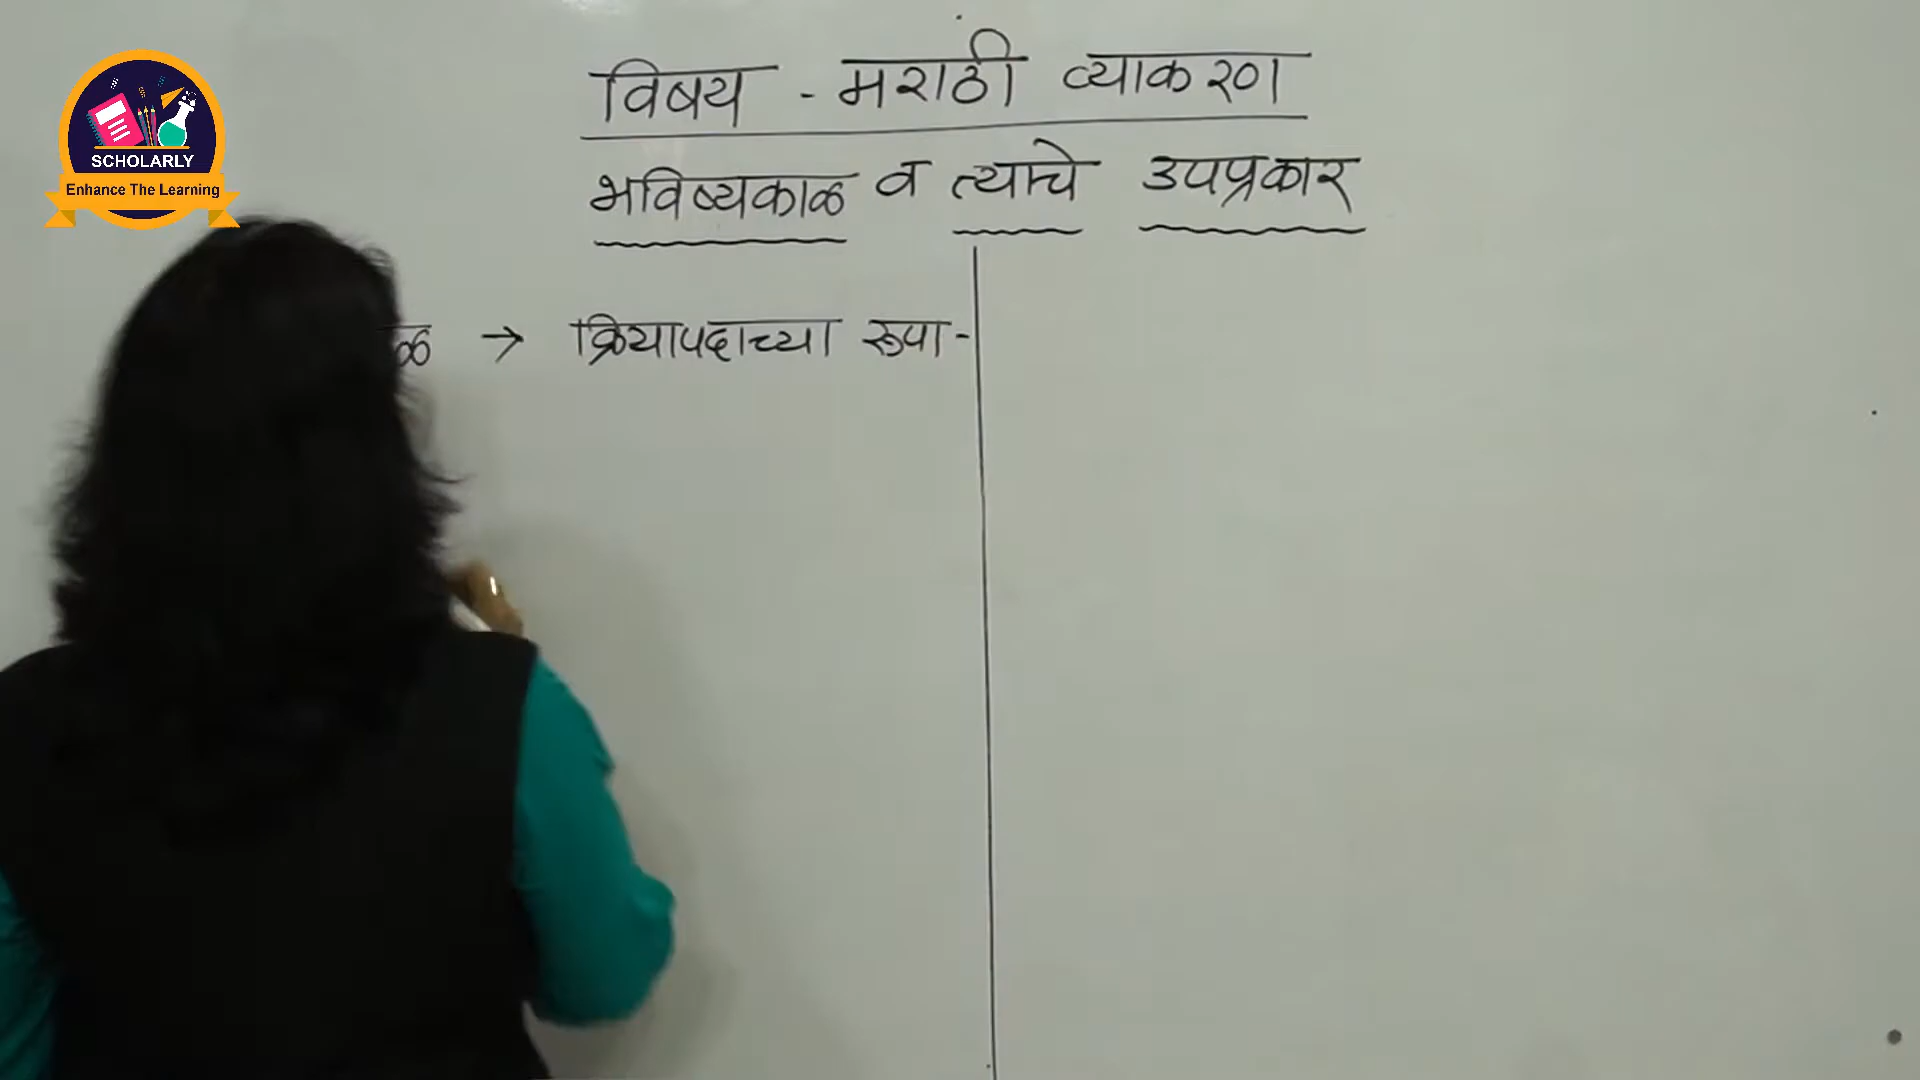 SCHOLARLY
Enhance The Learning
विषय - मराठी व्याकरण
भविष्यकाळ व त्याचे उपप्रकार
→ क्रियापदाच्या रूपा-